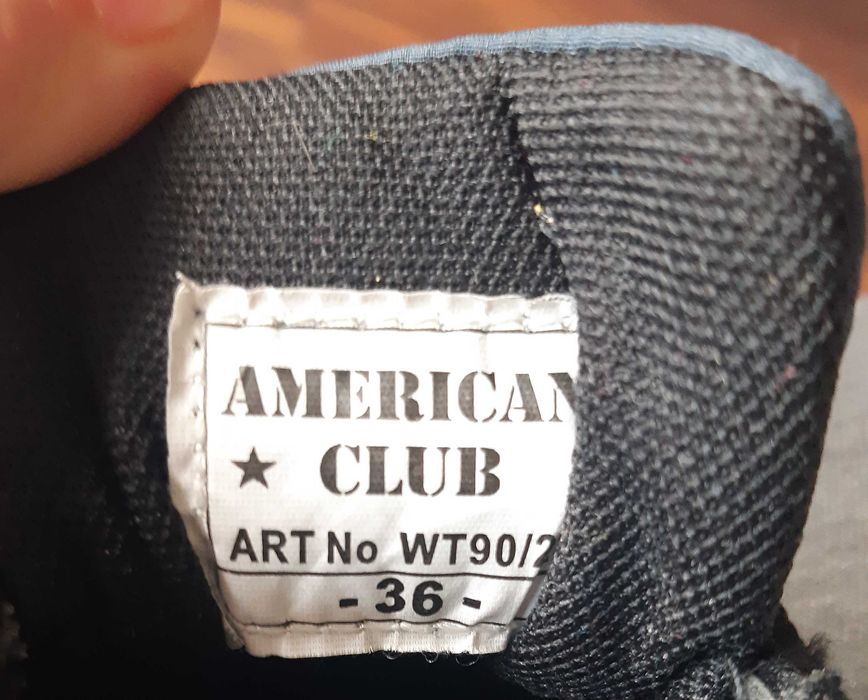 AMERICAN
★ CLUB
ART No WT90/2
- 36 -